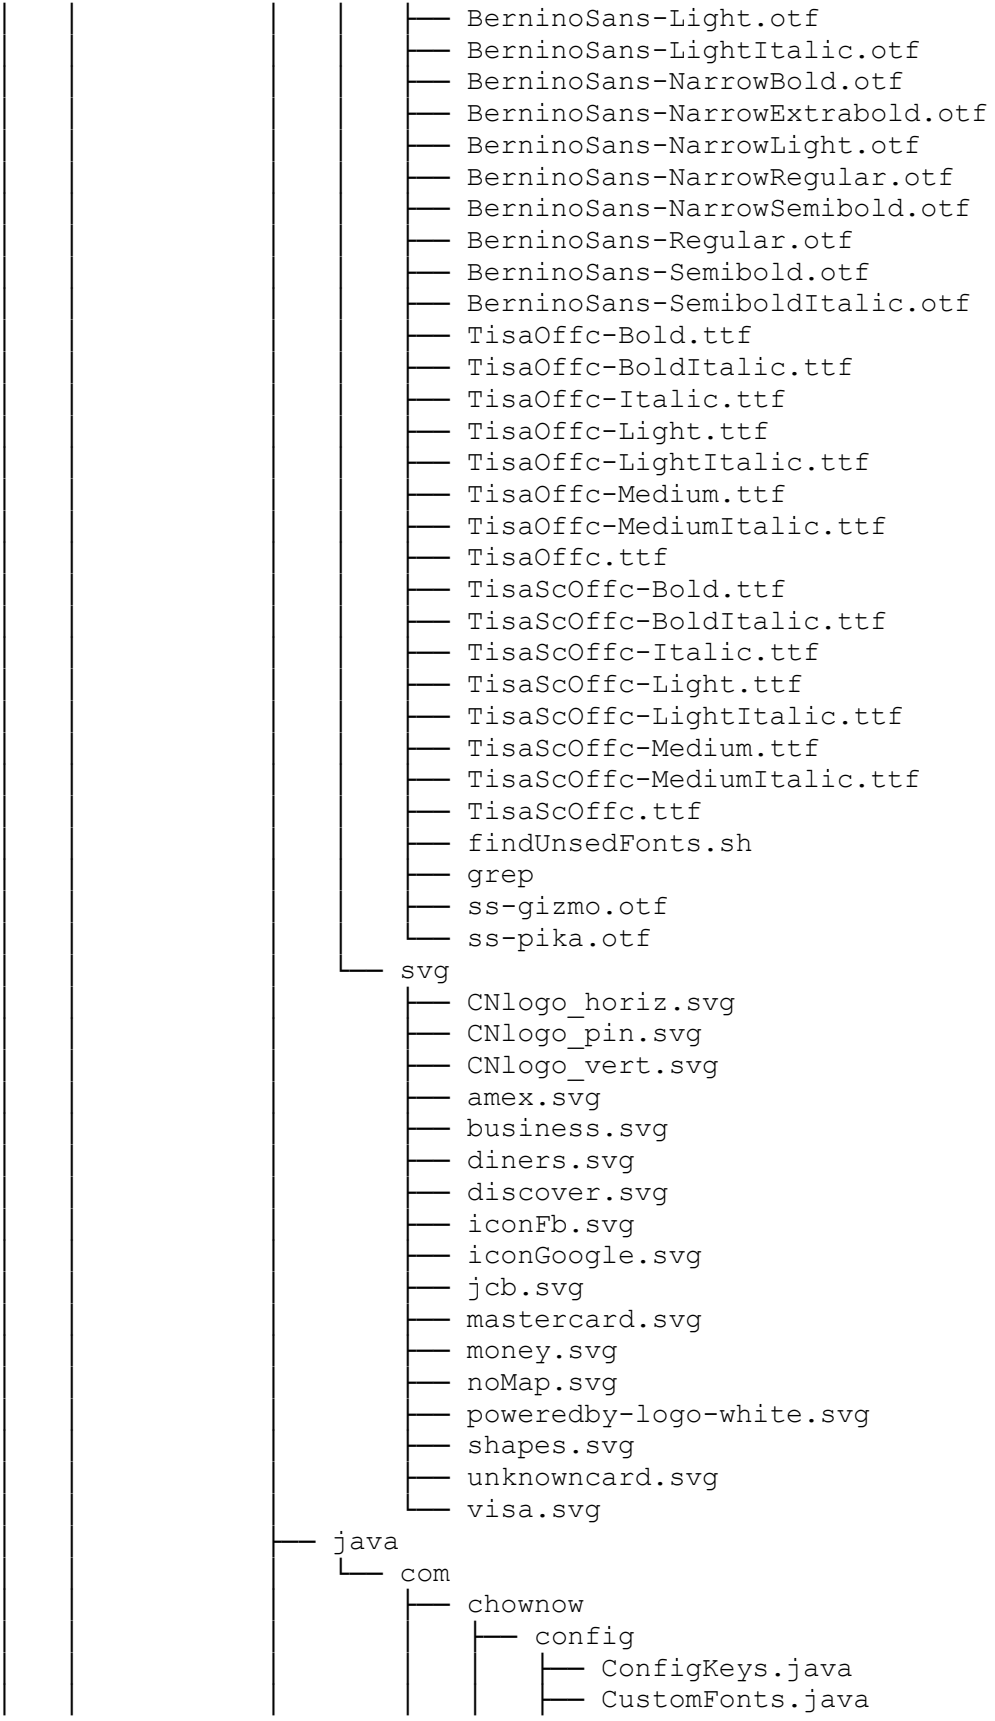 │   │           │   │   ├── BerninoSans-Light.otf
│   │           │   │   ├── BerninoSans-LightItalic.otf
│   │           │   │   ├── BerninoSans-NarrowBold.otf
│   │           │   │   ├── BerninoSans-NarrowExtrabold.otf
│   │           │   │   ├── BerninoSans-NarrowLight.otf
│   │           │   │   ├── BerninoSans-NarrowRegular.otf
│   │           │   │   ├── BerninoSans-NarrowSemibold.otf
│   │           │   │   ├── BerninoSans-Regular.otf
│   │           │   │   ├── BerninoSans-Semibold.otf
│   │           │   │   ├── BerninoSans-SemiboldItalic.otf
│   │           │   │   ├── TisaOffc-Bold.ttf
│   │           │   │   ├── TisaOffc-BoldItalic.ttf
│   │           │   │   ├── TisaOffc-Italic.ttf
│   │           │   │   ├── TisaOffc-Light.ttf
│   │           │   │   ├── TisaOffc-LightItalic.ttf
│   │           │   │   ├── TisaOffc-Medium.ttf
│   │           │   │   ├── TisaOffc-MediumItalic.ttf
│   │           │   │   ├── TisaOffc.ttf
│   │           │   │   ├── TisaScOffc-Bold.ttf
│   │           │   │   ├── TisaScOffc-BoldItalic.ttf
│   │           │   │   ├── TisaScOffc-Italic.ttf
│   │           │   │   ├── TisaScOffc-Light.ttf
│   │           │   │   ├── TisaScOffc-LightItalic.ttf
│   │           │   │   ├── TisaScOffc-Medium.ttf
│   │           │   │   ├── TisaScOffc-MediumItalic.ttf
│   │           │   │   ├── TisaScOffc.ttf
│   │           │   │   ├── findUnsedFonts.sh
│   │           │   │   ├── grep
│   │           │   │   ├── ss-gizmo.otf
│   │           │   │   └── ss-pika.otf
│   │           │   └── svg
│   │           │       ├── CNlogo_horiz.svg
│   │           │       ├── CNlogo_pin.svg
│   │           │       ├── CNlogo_vert.svg
│   │           │       ├── amex.svg
│   │           │       ├── business.svg
│   │           │       ├── diners.svg
│   │           │       ├── discover.svg
│   │           │       ├── iconFb.svg
│   │           │       ├── iconGoogle.svg
│   │           │       ├── jcb.svg
│   │           │       ├── mastercard.svg
│   │           │       ├── money.svg
│   │           │       ├── noMap.svg
│   │           │       ├── poweredby-logo-white.svg
│   │           │       ├── shapes.svg
│   │           │       ├── unknowncard.svg
│   │           │       └── visa.svg
│   │           ├── java
│   │           │   └── com
│   │           │       ├── chownow
│   │           │       │   ├── config
│   │           │       │   │   ├── ConfigKeys.java
│   │           │       │   │   ├── CustomFonts.java